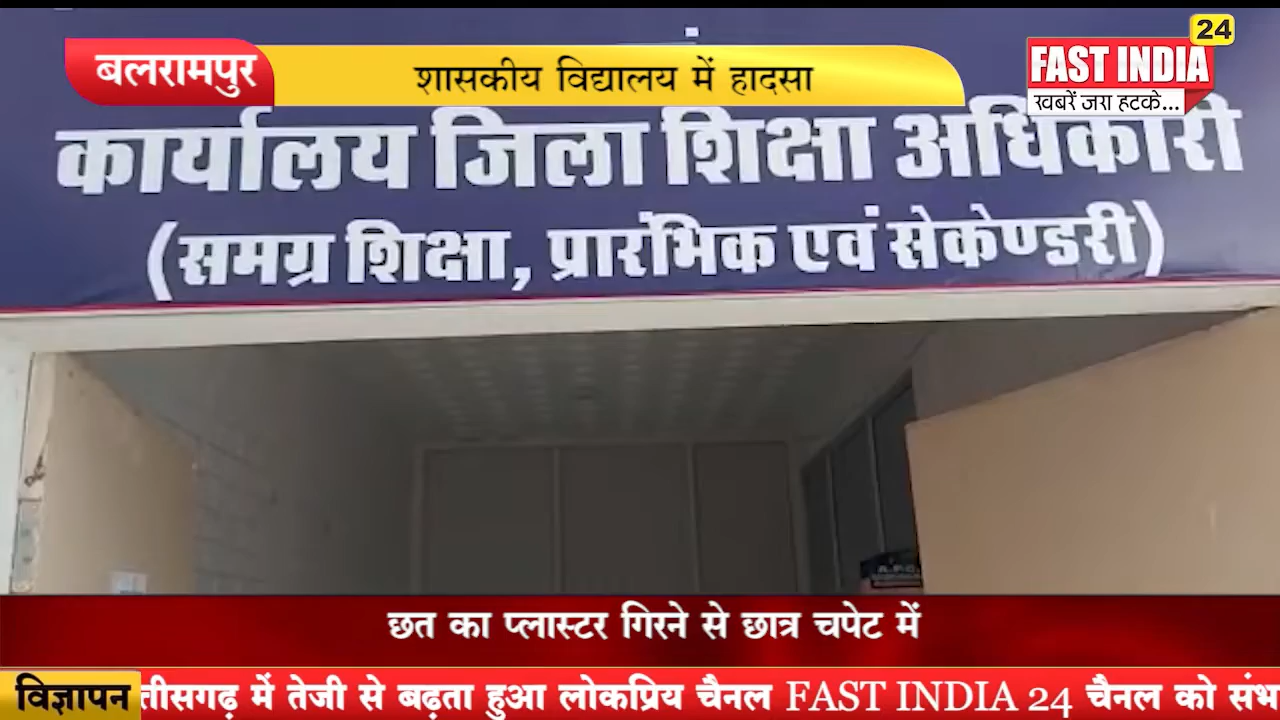 बलरामपुर
शासकीय विद्यालय में हादसा
24
FAST INDIA
खबरें जरा हटके...
कार्यालय जिला शिक्षा अधिकारी
(समग्र शिक्षा, प्रारंभिक एवं सेकेण्डरी)
छत का प्लास्टर गिरने से छात्र चपेट में
विज्ञापन
त्तीसगढ़ में तेजी से बढ़ता हुआ लोकप्रिय चैनल FAST INDIA 24 चैनल को संभ